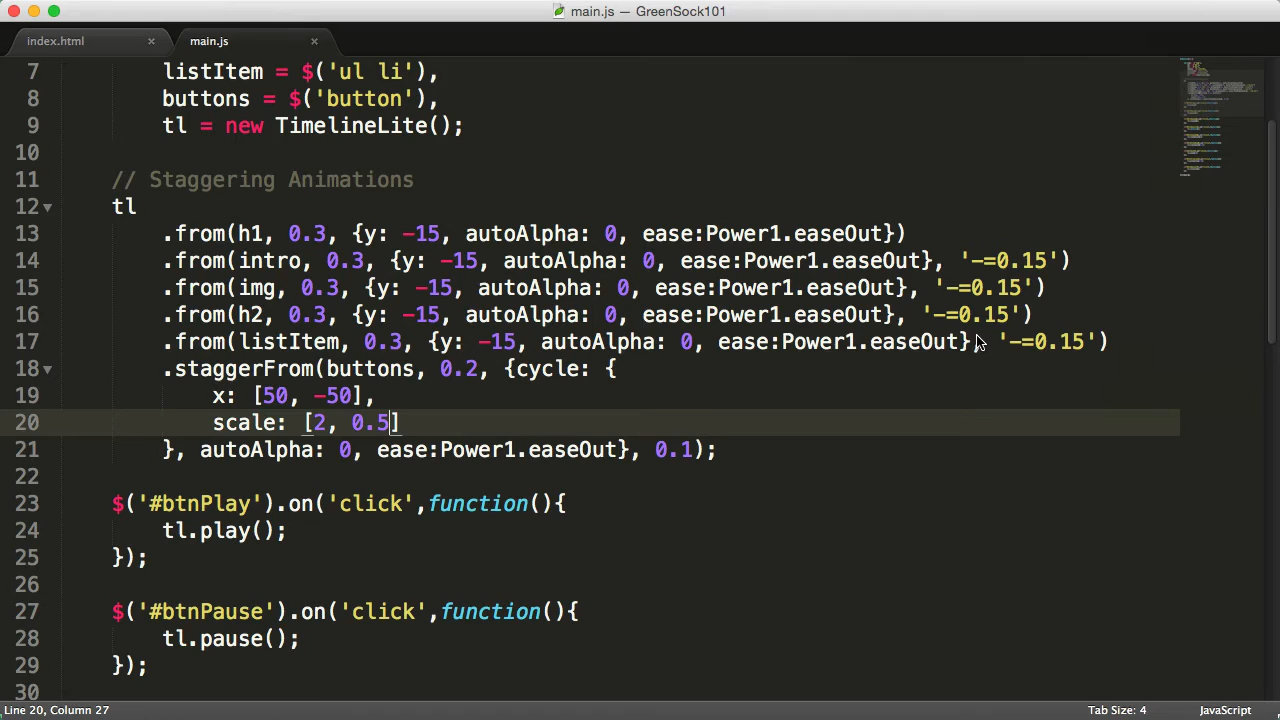 main.js — GreenSock101
index.html × main.js ×
7 listItem = $('ul li'),
8 buttons = $('button'),
9 tl = new TimelineLite();
10
11 // Staggering Animations
12 tl
13 .from(h1, 0.3, {y: -15, autoAlpha: 0, ease:Power1.easeOut})
14 .from(intro, 0.3, {y: -15, autoAlpha: 0, ease:Power1.easeOut}, '-=0.15')
15 .from(img, 0.3, {y: -15, autoAlpha: 0, ease:Power1.easeOut}, '-=0.15')
16 .from(h2, 0.3, {y: -15, autoAlpha: 0, ease:Power1.easeOut}, '-=0.15')
17 .from(listItem, 0.3, {y: -15, autoAlpha: 0, ease:Power1.easeOut}, '-=0.15')
18 .staggerFrom(buttons, 0.2, {cycle: {
19 x: [50, -50],
20 scale: [2, 0.5]
21 }, autoAlpha: 0, ease:Power1.easeOut}, 0.1);
22
23 $('#btnPlay').on('click',function(){
24 tl.play();
25 });
26
27 $('#btnPause').on('click',function(){
28 tl.pause();
29 });
30
Line 20, Column 27 Tab Size: 4 JavaScript